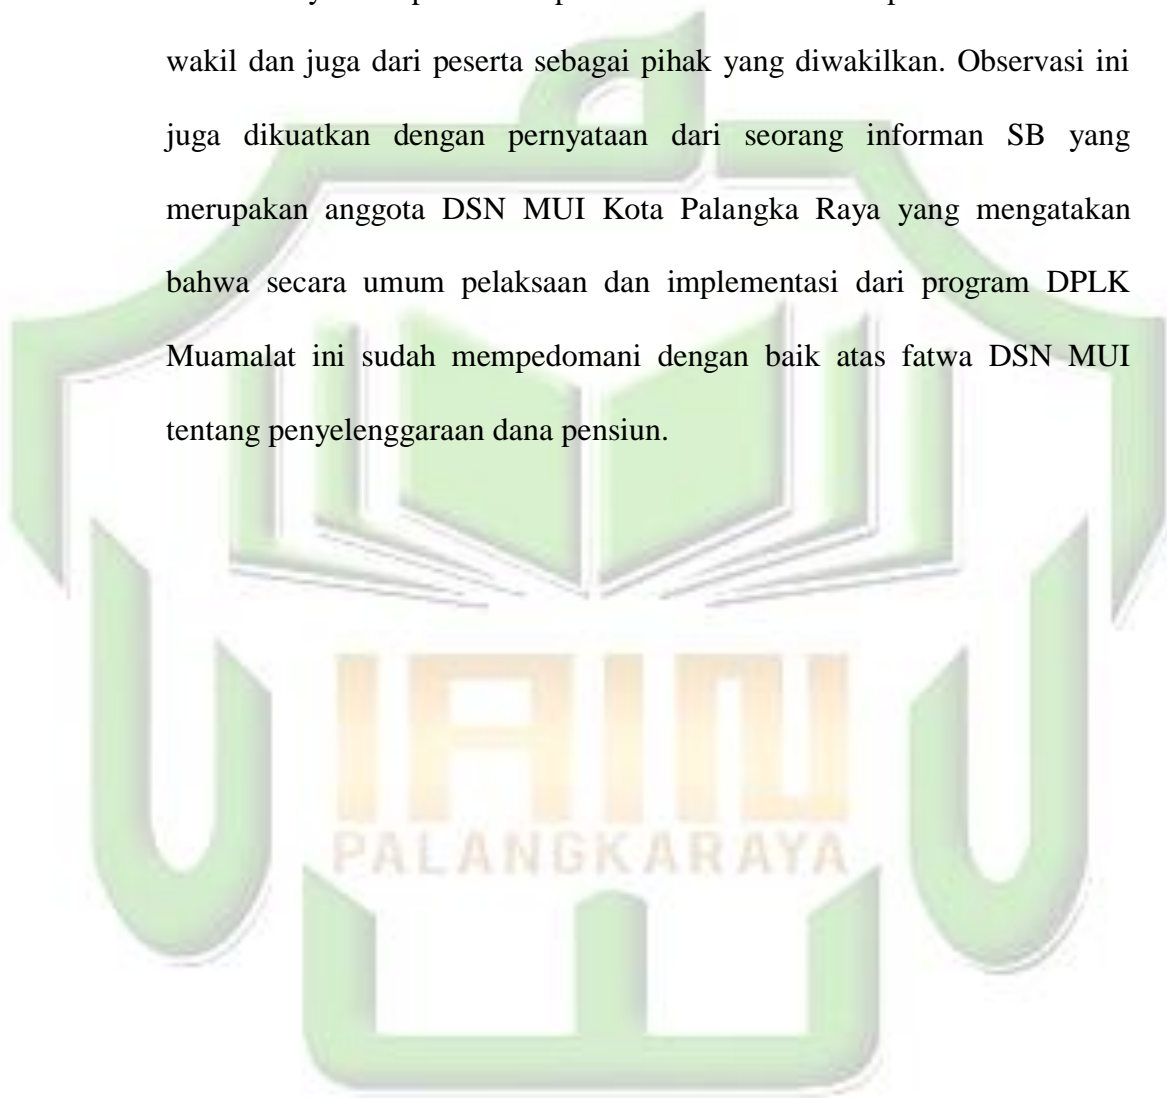 wakil dan juga dari peserta sebagai pihak yang diwakilkan. Observasi ini
juga dikuatkan dengan pernyataan dari seorang informan SB yang
merupakan anggota DSN MUI Kota Palangka Raya yang mengatakan
bahwa secara umum pelaksaan dan implementasi dari program DPLK
Muamalat ini sudah mempedomani dengan baik atas fatwa DSN MUI
tentang penyelenggaraan dana pensiun.
IAIN
PALANGKARAYA